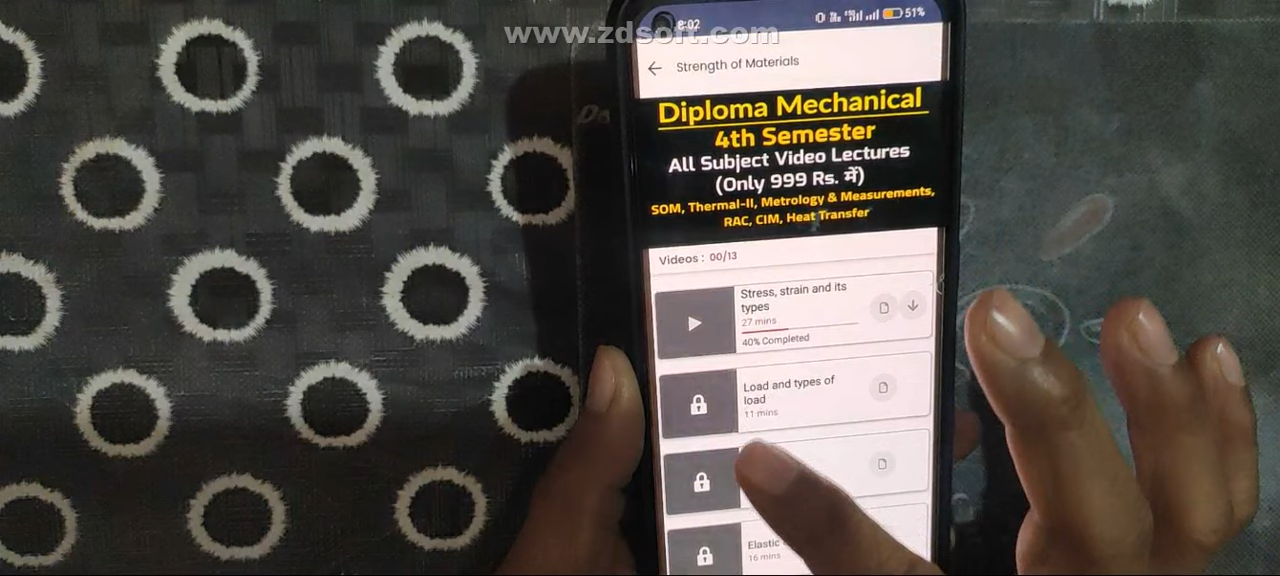 www.zdsoft.com
8:02
51%
Strength of Materials
Diploma Mechanical
4th Semester
All Subject Video Lectures
(Only 999 Rs. में)
SOM, Thermal-II, Metrology & Measurements,
RAC, CIM, Heat Transfer
Videos : 00/13
Stress, strain and its
types
27 mins
40% Completed
Load and types of
load
11 mins
Elastic
16 mins